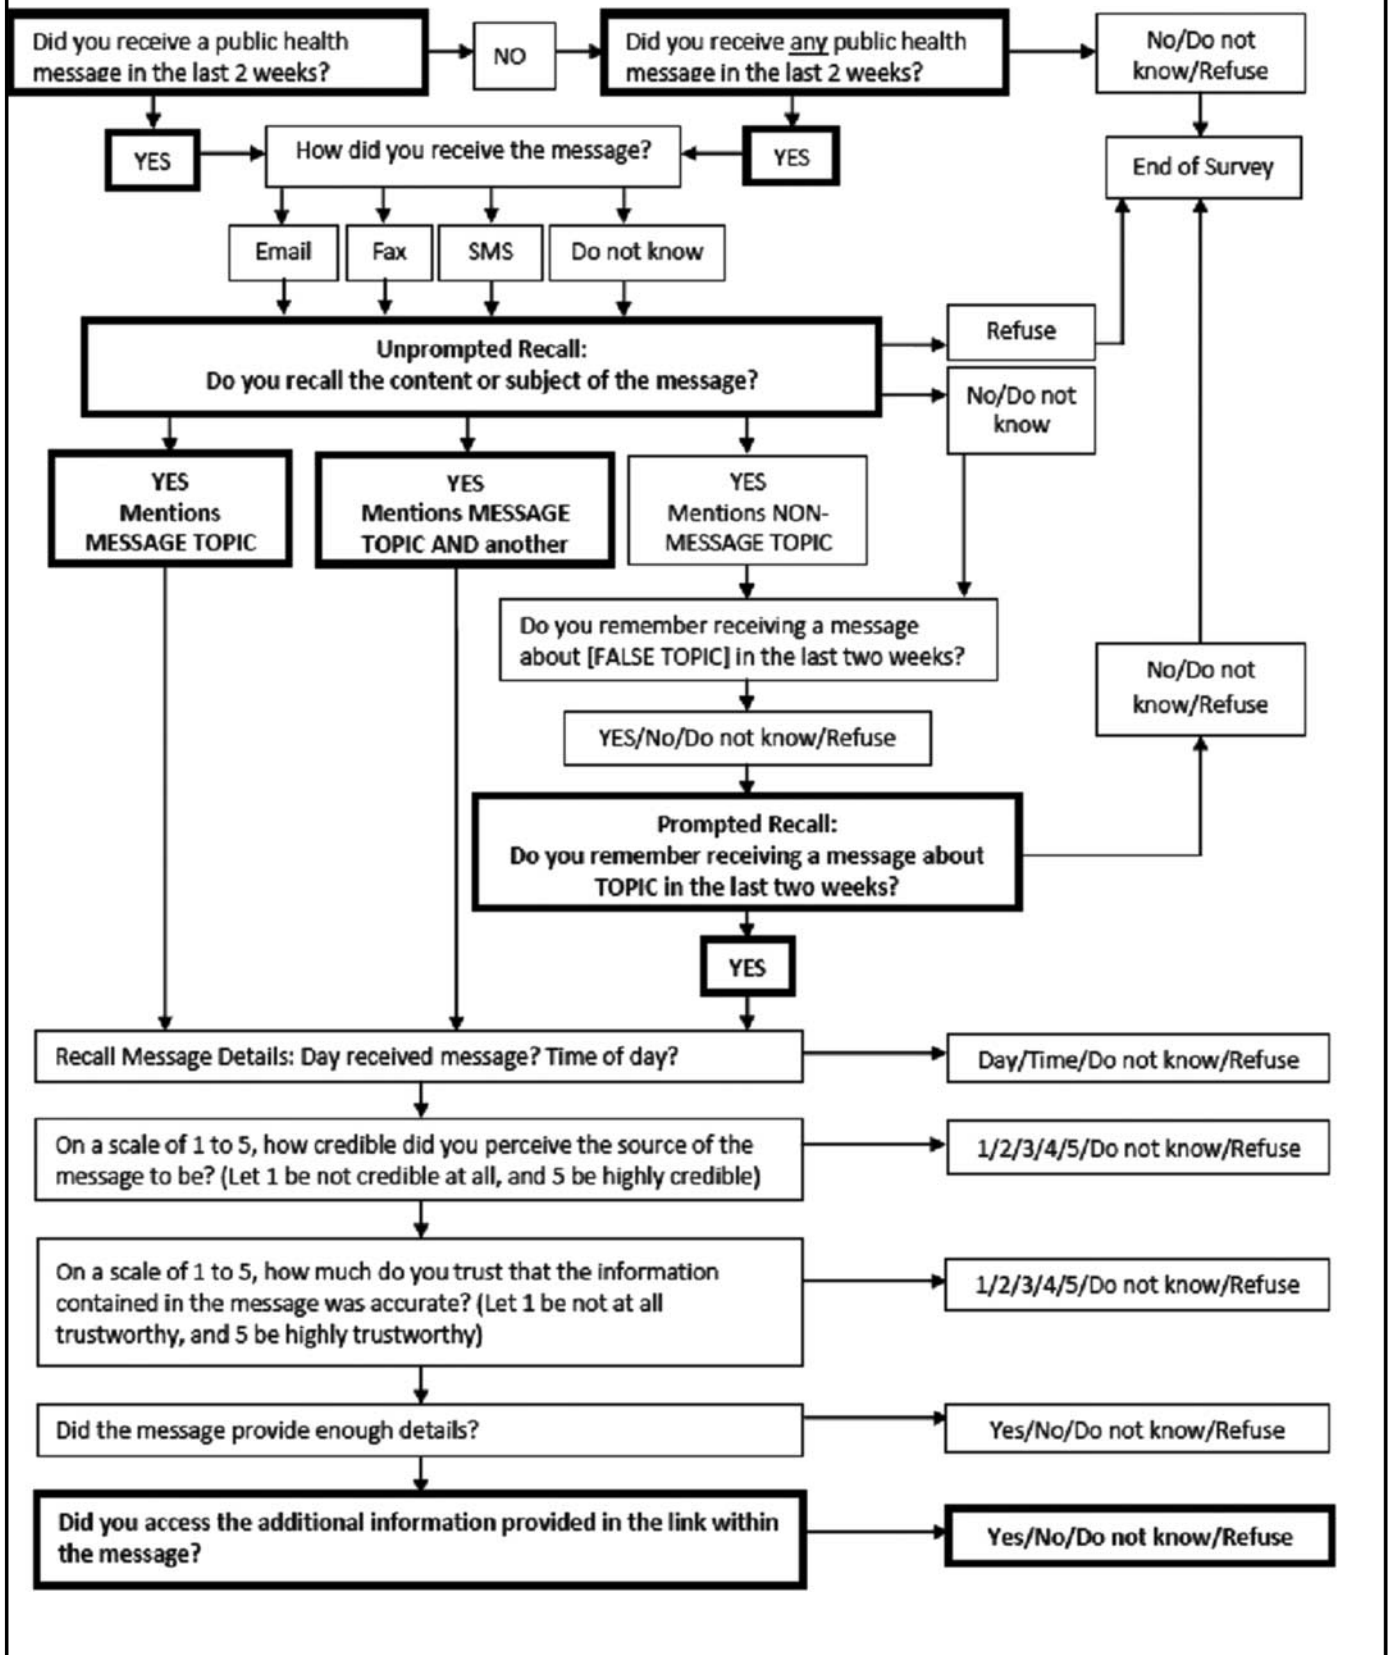 Did you receive a public health
message in the last 2 weeks?
NO
Did you receive any public health
message in the last 2 weeks?
No/Do not
know/Refuse
YES
How did you receive the message?
YES
End of Survey
Email
Fax
SMS
Do not know
Unprompted Recall:
Do you recall the content or subject of the message?
Refuse
No/Do not
know
YES
Mentions
MESSAGE TOPIC
YES
Mentions MESSAGE
TOPIC AND another
YES
Mentions NON-
MESSAGE TOPIC
Do you remember receiving a message
about [FALSE TOPIC] in the last two weeks?
No/Do not
know/Refuse
YES/No/Do not know/Refuse
Prompted Recall:
Do you remember receiving a message about
TOPIC in the last two weeks?
YES
Recall Message Details: Day received message? Time of day?
Day/Time/Do not know/Refuse
On a scale of 1 to 5, how credible did you perceive the source of the
message to be? (Let 1 be not credible at all, and 5 be highly credible)
1/2/3/4/5/Do not know/Refuse
On a scale of 1 to 5, how much do you trust that the information
contained in the message was accurate? (Let 1 be not at all
trustworthy, and 5 be highly trustworthy)
1/2/3/4/5/Do not know/Refuse
Did the message provide enough details?
Yes/No/Do not know/Refuse
Did you access the additional information provided in the link within
the message?
Yes/No/Do not know/Refuse